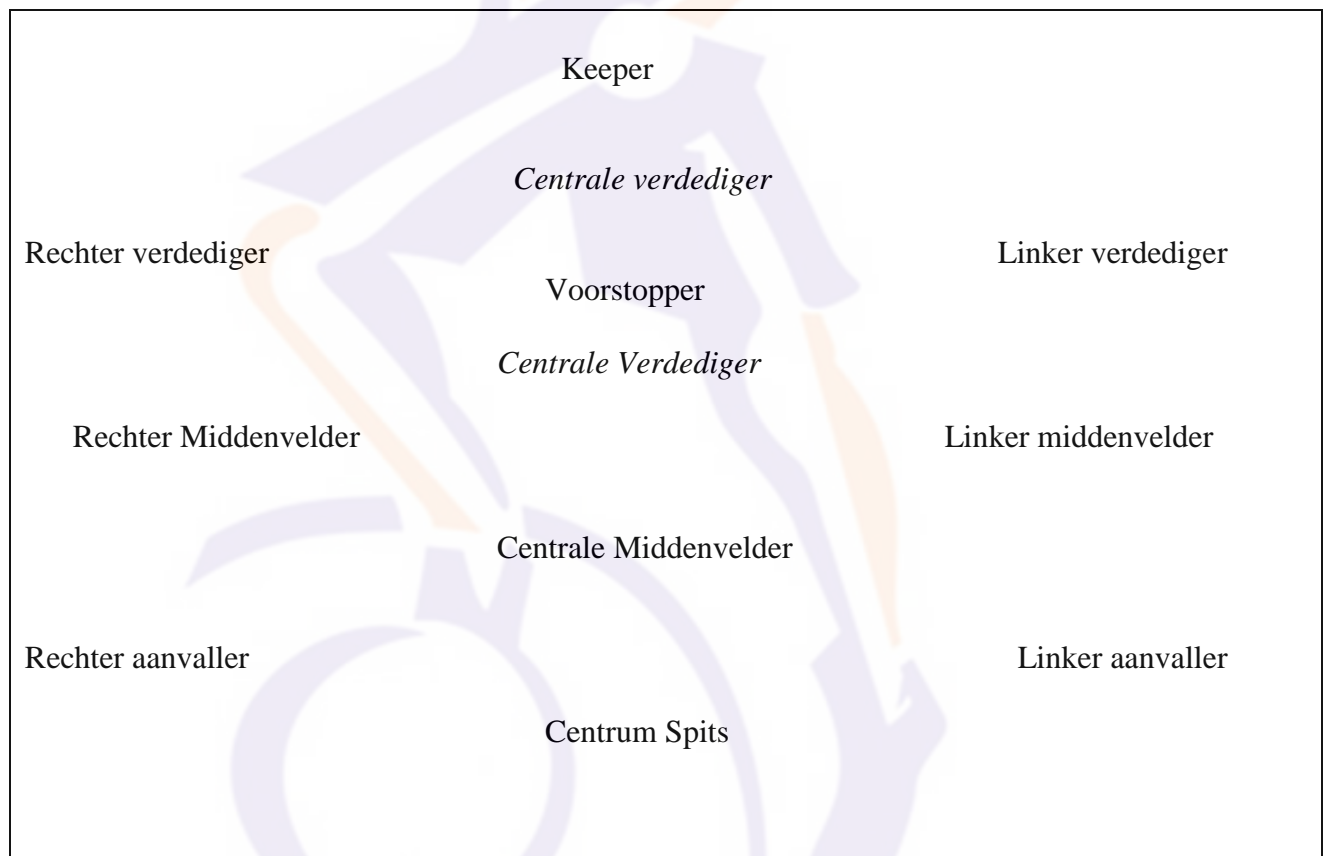 Keeper
Centrale verdediger
Rechter verdediger
Linker verdediger
Voorstopper
Centrale Verdediger
Rechter Middenvelder
Linker middenvelder
Centrale Middenvelder
Rechter aanvaller
Linker aanvaller
Centrum Spits